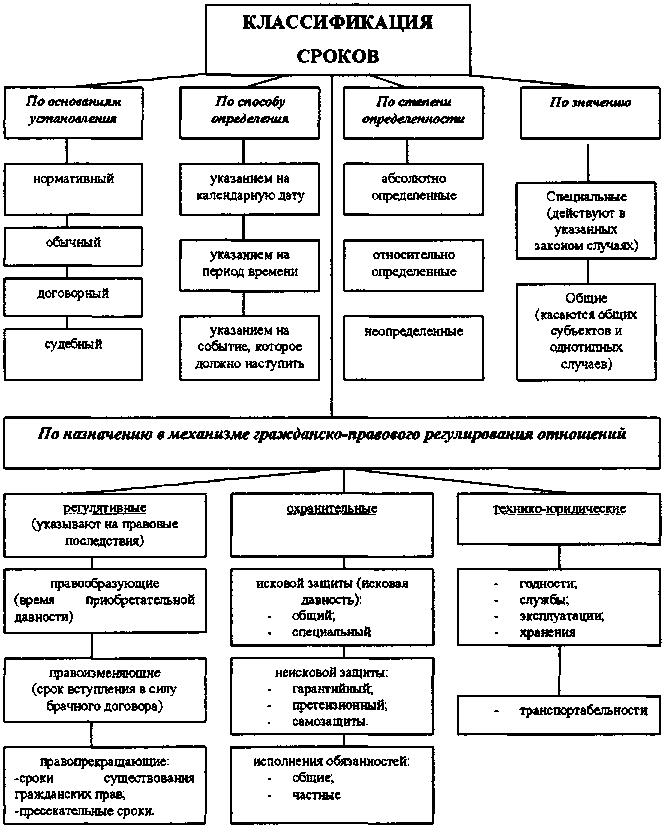 КЛАССИФИКАЦИЯ
СРОКОВ
По основаниям
установления
По способу
определения
По степени
определенности
По значению
нормативный
обычный
договорный
судебный
указанием на
календарную дату
указанием на
период времени
указанием на
событие, которое
должно наступить
абсолютно
определенные
относительно
определенные
неопределенные
Специальные
(действуют в
указанных
законом случаях)
Общие
(касаются общих
субъектов и
однотипных
случаев)
По назначению в механизме гражданско-правового регулирования отношений
регулятивные
(указывают на правовые
последствия)
правообразующие
(время приобретательной
давности)
правоизменяющие
(срок вступления в силу
брачного договора)
правопрекращающие:
-сроки существования
гражданских прав;
-пресекательные сроки.
охранительные
исковой защиты (исковая
давность):
- общий;
- специальный
неисковой защиты:
- гарантийный;
- претензионный;
- самозащиты.
исполнения обязанностей:
- общие;
- частные
технико-юридические
- годности;
- службы;
- эксплуатации;
- хранения
- транспортабельности